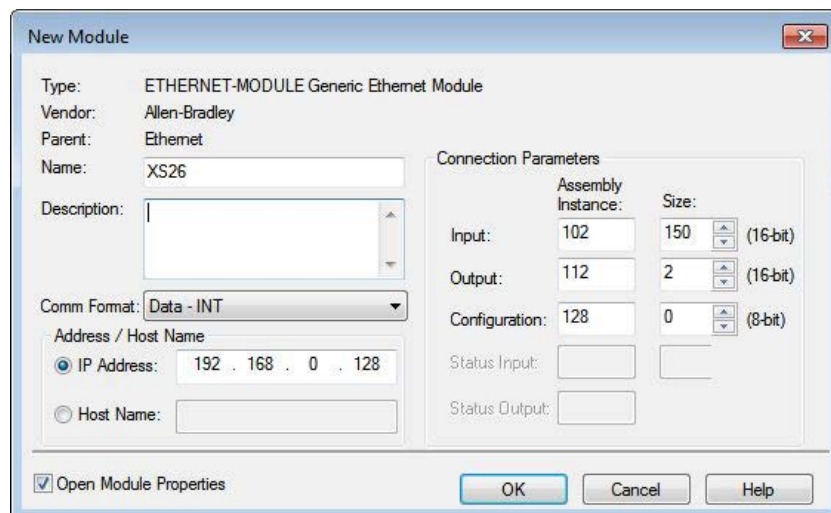 New Module
Type: ETHERNET-MODULE Generic Ethernet Module
Vendor: Allen-Bradley
Parent: Ethernet
Name: XS26
Description:
Comm Format: Data - INT
Address / Host Name
IP Address: 192 . 168 . 0 . 128
Host Name:
Connection Parameters
Assembly Instance: Size:
Input: 102 150 (16-bit)
Output: 112 2 (16-bit)
Configuration: 128 0 (8-bit)
Status Input:
Status Output:
Open Module Properties
OK Cancel Help